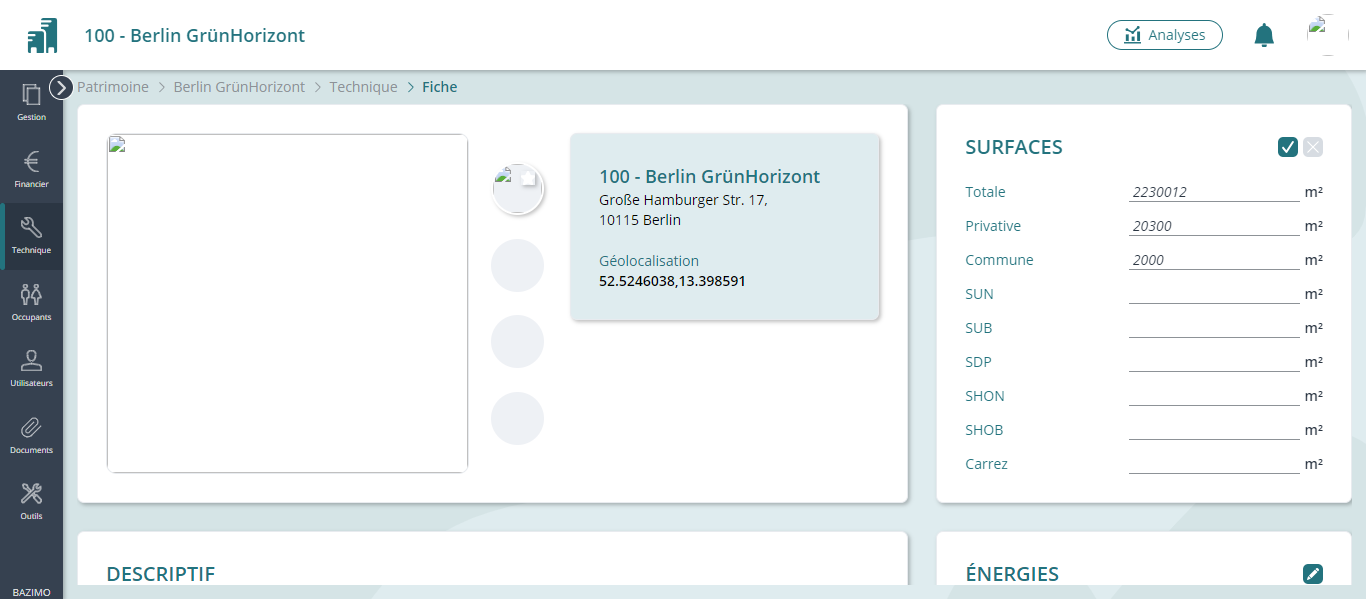 100 - Berlin GrünHorizont
Analyses
Patrimoine > Berlin GrünHorizont > Technique > Fiche
Gestion
Financier
Technique
Occupants
Utilisateurs
Documents
Outils
BAZIMO
100 - Berlin GrünHorizont
Große Hamburger Str. 17,
10115 Berlin
Géolocalisation
52.5246038,13.398591
SURFACES
Totale 2230012 m²
Privative 20300 m²
Commune 2000 m²
SUN m²
SUB m²
SDP m²
SHON m²
SHOB m²
Carrez m²
DESCRIPTIF
ÉNERGIES